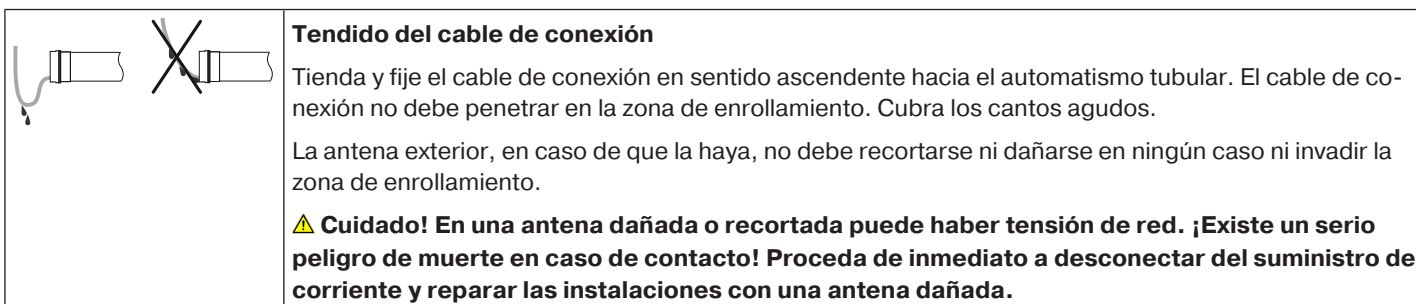 Tendido del cable de conexión
Tienda y fije el cable de conexión en sentido ascendente hacia el automatismo tubular. El cable de co-
nexión no debe penetrar en la zona de enrollamiento. Cubra los cantos agudos.
La antena exterior, en caso de que la haya, no debe recortarse ni dañarse en ningún caso ni invadir la
zona de enrollamiento.
⚠ Cuidado! En una antena dañada o recortada puede haber tensión de red. ¡Existe un serio
peligro de muerte en caso de contacto! Proceda de inmediato a desconectar del suministro de
corriente y reparar las instalaciones con una antena dañada.